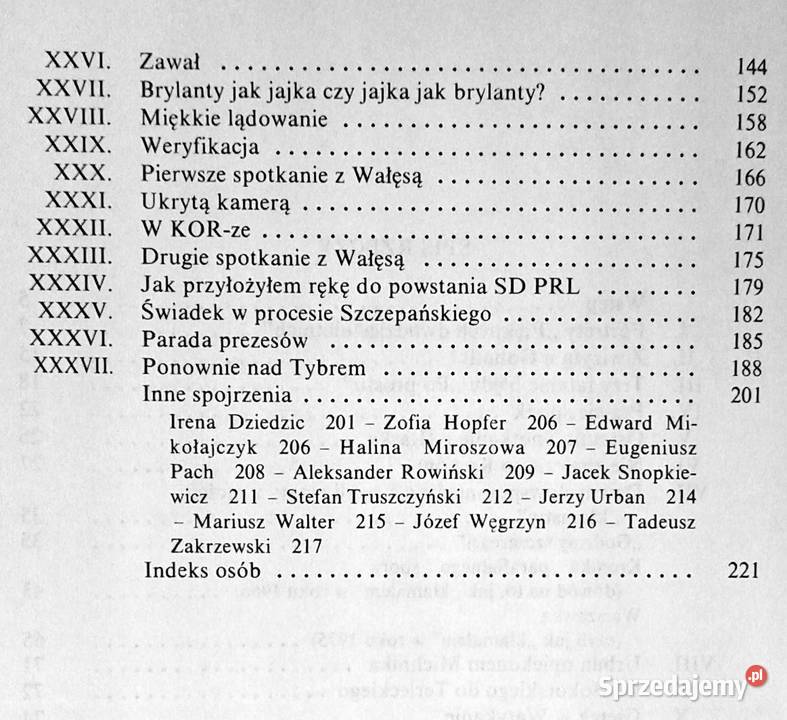 XXVI. Zawał . . . . . . . . . . . . . . . . . . . . . . . . . . . . . . . . . . . . 144
XXVII. Brylanty jak jajka czy jajka jak brylanty? . . . . . . . . . . 152
XXVIII. Miękkie lądowanie . . . . . . . . . . . . . . . . . . . . . . . . . . 158
XXIX. Weryfikacja . . . . . . . . . . . . . . . . . . . . . . . . . . . . . . . 162
XXX. Pierwsze spotkanie z Wałęsą . . . . . . . . . . . . . . . . . . . 166
XXXI. Ukrytą kamerą . . . . . . . . . . . . . . . . . . . . . . . . . . . . . 170
XXXII. W KOR-ze . . . . . . . . . . . . . . . . . . . . . . . . . . . . . . . . 171
XXXIII. Drugie spotkanie z Wałęsą . . . . . . . . . . . . . . . . . . . . . 175
XXXIV. Jak przyłożyłem rękę do powstania SD PRL . . . . . . . . 179
XXXV. Świadek w procesie Szczepańskiego . . . . . . . . . . . . . . 182
XXXVI. Parada prezesów . . . . . . . . . . . . . . . . . . . . . . . . . . . . 185
XXXVII. Ponownie nad Tybrem . . . . . . . . . . . . . . . . . . . . . . . . 188
Inne spojrzenia . . . . . . . . . . . . . . . . . . . . . . . . . . . . . 201
Irena Dziedzic 201 – Zofia Hopfer 206 – Edward Mi-
kołajczyk 206 – Halina Miroszowa 207 – Eugeniusz
Pach 208 – Aleksander Rowiński 209 – Jacek Snopkie-
wicz 211 – Stefan Truszczyński 212 – Jerzy Urban 214
– Mariusz Walter 215 – Józef Węgrzyn 216 – Tadeusz
Zakrzewski 217
Indeks osób . . . . . . . . . . . . . . . . . . . . . . . . . . . . . . . 221
Sprzedajemy.pl